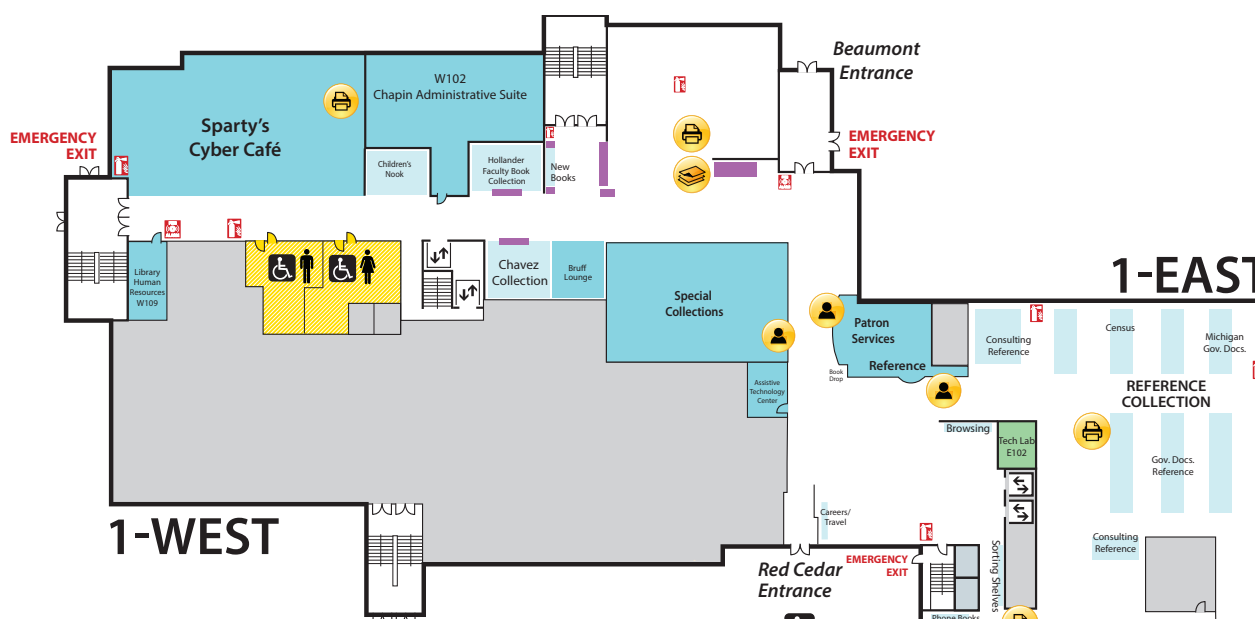 Beaumont
Entrance
W102
Chapin Administrative Suite
Sparty's
Cyber Café
EMERGENCY
EXIT
EMERGENCY
EXIT
Children's
Nook
Hollander
Faculty Book
Collection
New
Books
Library
Human
Resources
W109
Chavez
Collection
Bruff
Lounge
Special
Collections
1-EAST
Patron
Services
Reference
Book
Drop
Consulting
Reference
Census
Michigan
Gov. Docs.
Assistive
Technology
Center
REFERENCE
COLLECTION
Browsing
Tech Lab
E102
Gov. Docs.
Reference
Careers/
Travel
1-WEST
Consulting
Reference
Sorting Shelves
Red Cedar
Entrance
EMERGENCY
EXIT
Phone Books